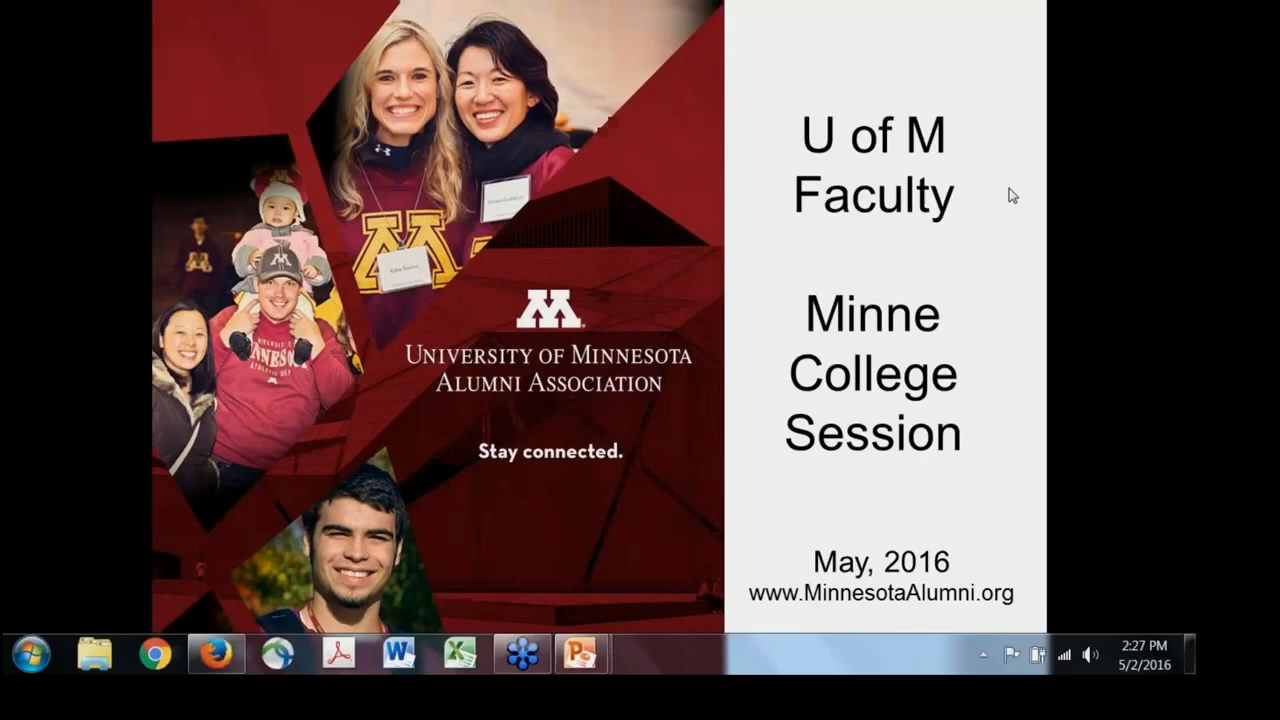 M
UNIVERSITY OF MINNESOTA
ALUMNI ASSOCIATION
Stay connected.
U of M
Faculty
Minne
College
Session
May, 2016
www.MinnesotaAlumni.org
2:27 PM
5/2/2016